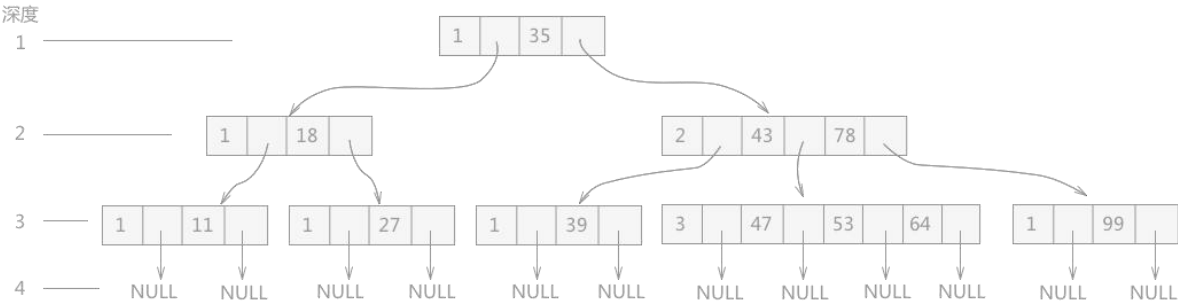 深度
1 1 35
2 1 18 2 43 78
3 1 11 1 27 1 39 3 47 53 64 1 99
4 NULL NULL NULL NULL NULL NULL NULL NULL NULL NULL NULL NULL